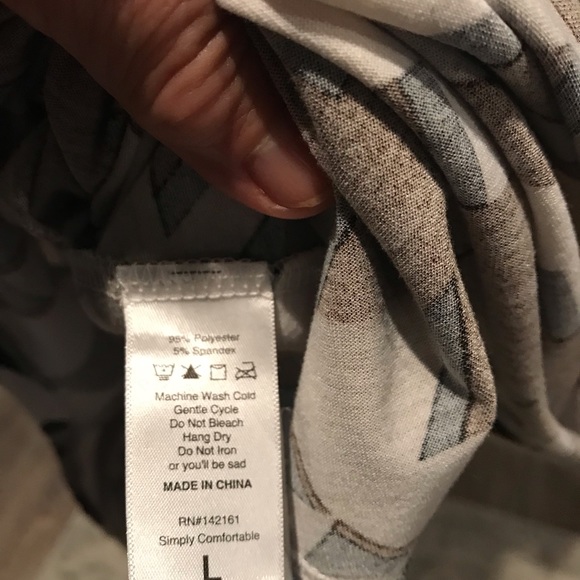 95% Polyester
5% Spandex
Machine Wash Cold
Gentle Cycle
Do Not Bleach
Hang Dry
Do Not Iron
or you'll be sad
MADE IN CHINA
RN#142161
Simply Comfortable
L